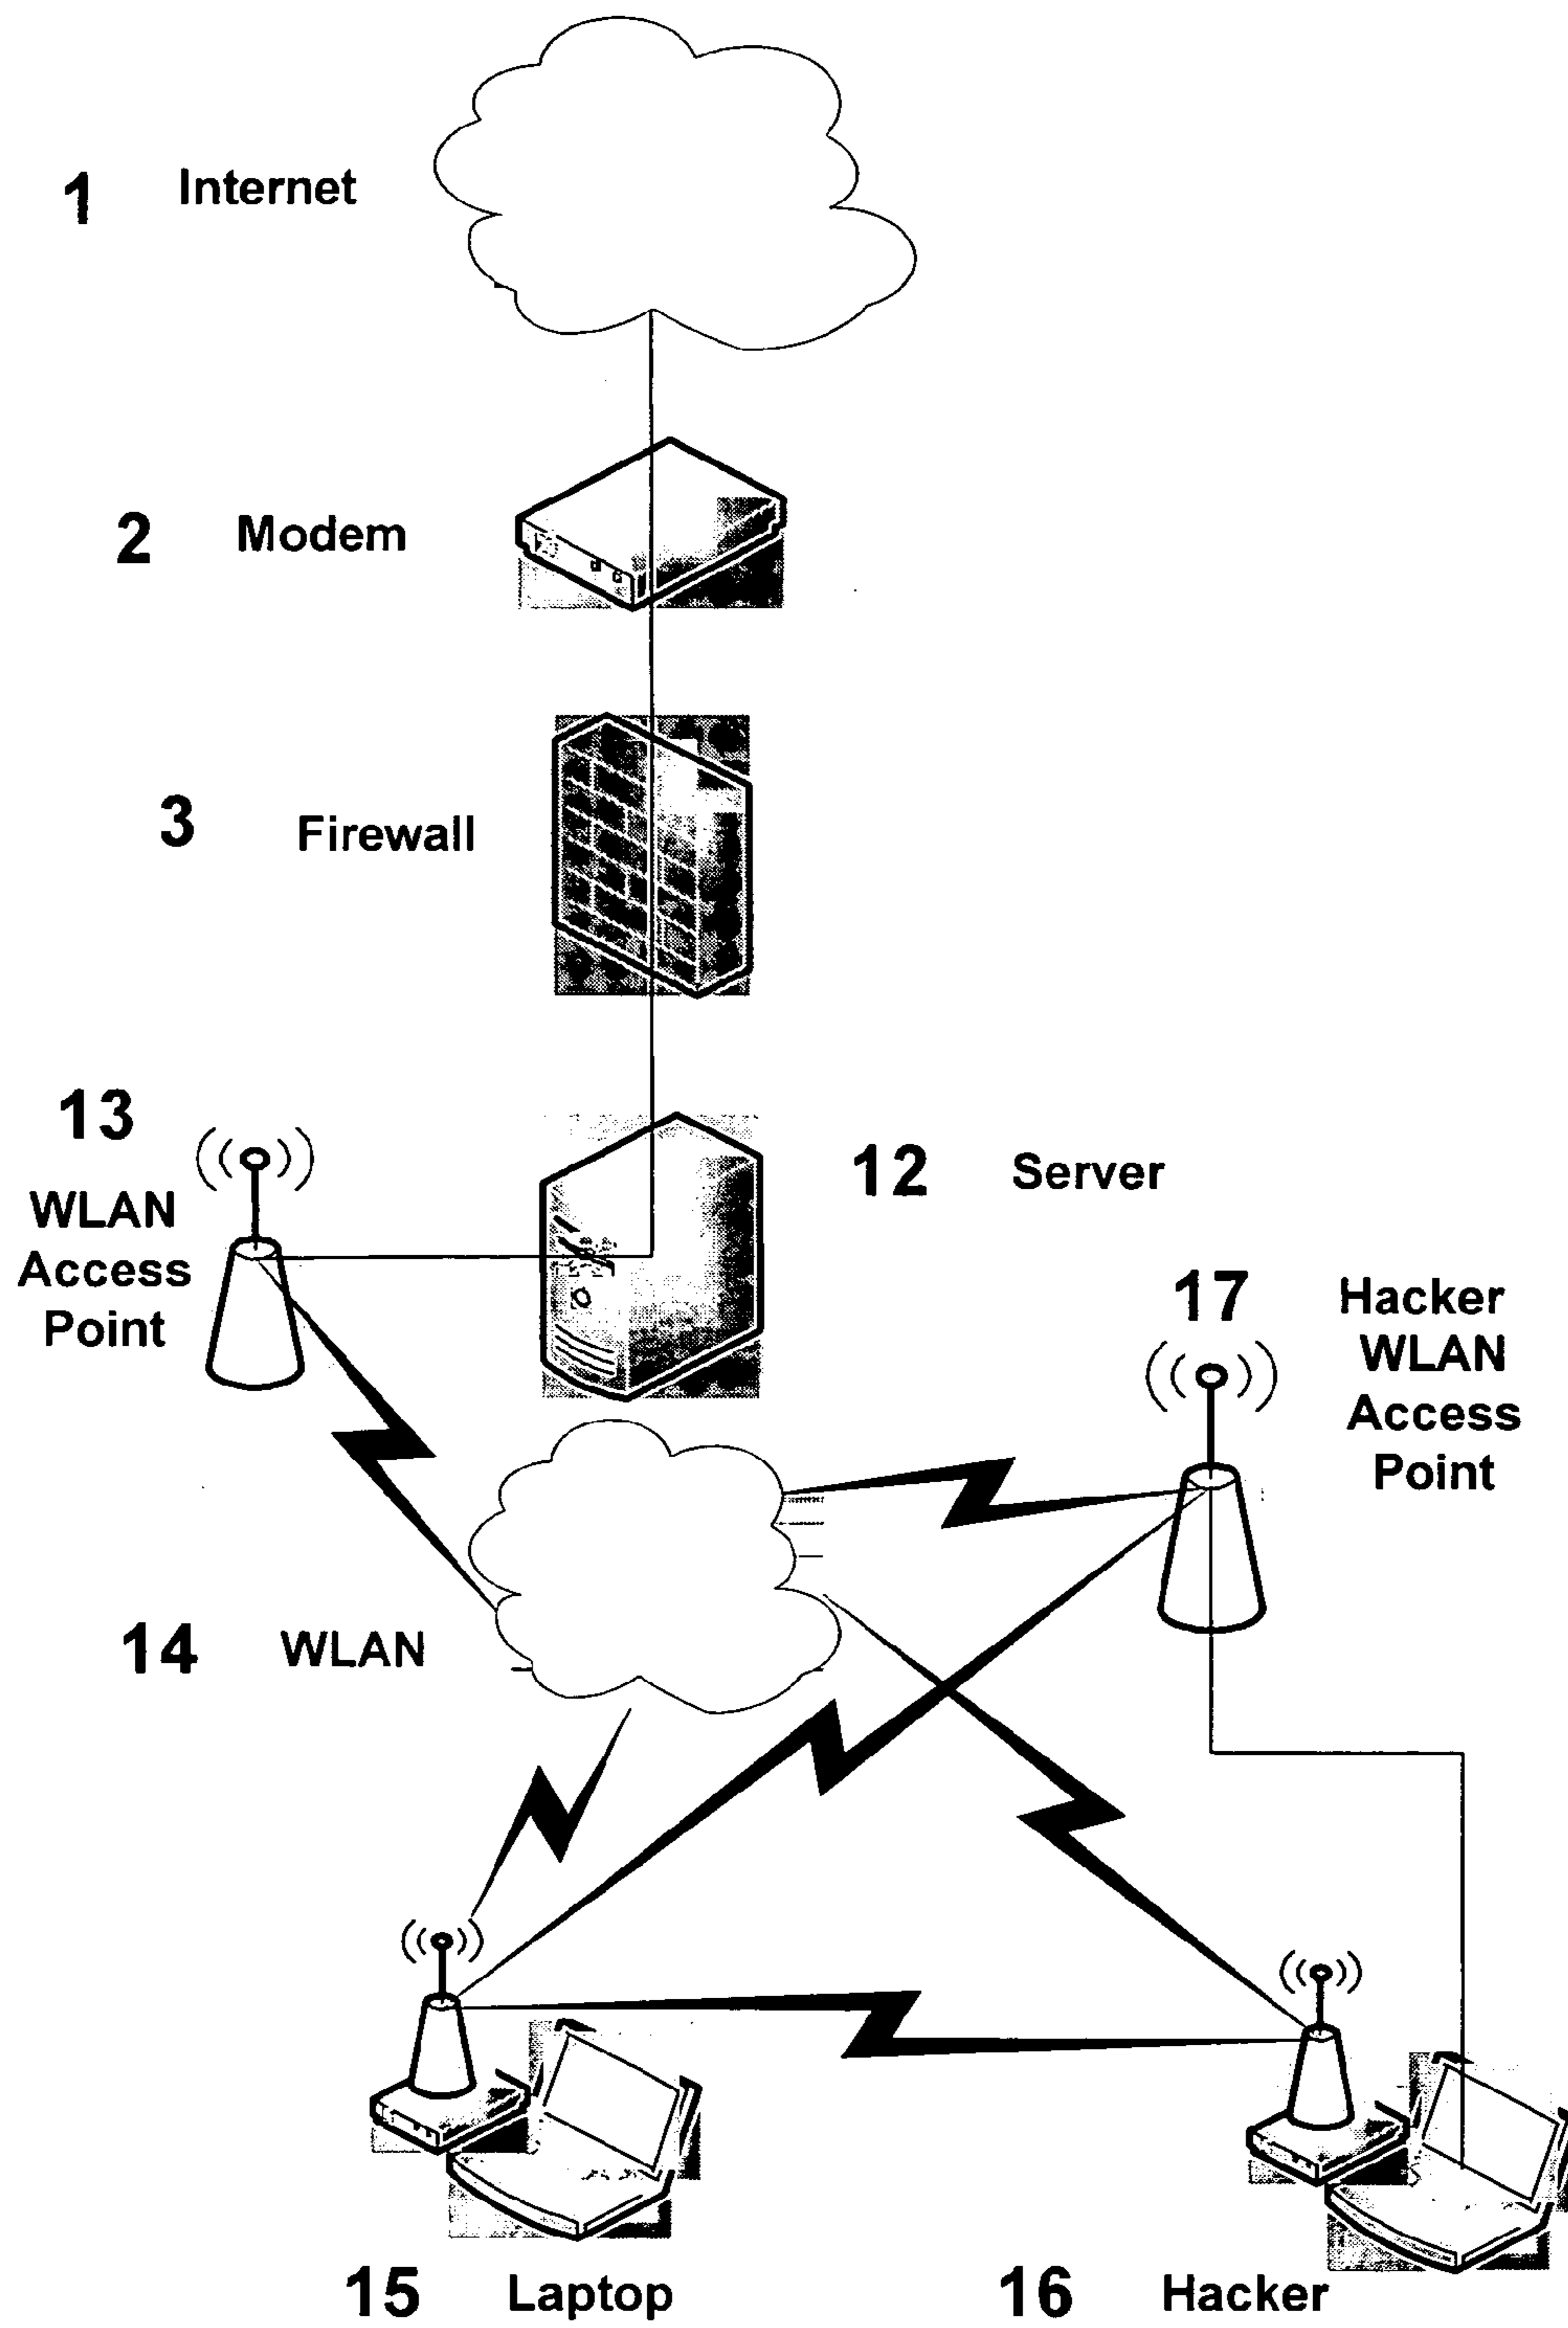 1 Internet
2 Modem
3 Firewall
13
WLAN
Access
Point
12 Server
17 Hacker
WLAN
Access
Point
14 WLAN
15 Laptop
16 Hacker